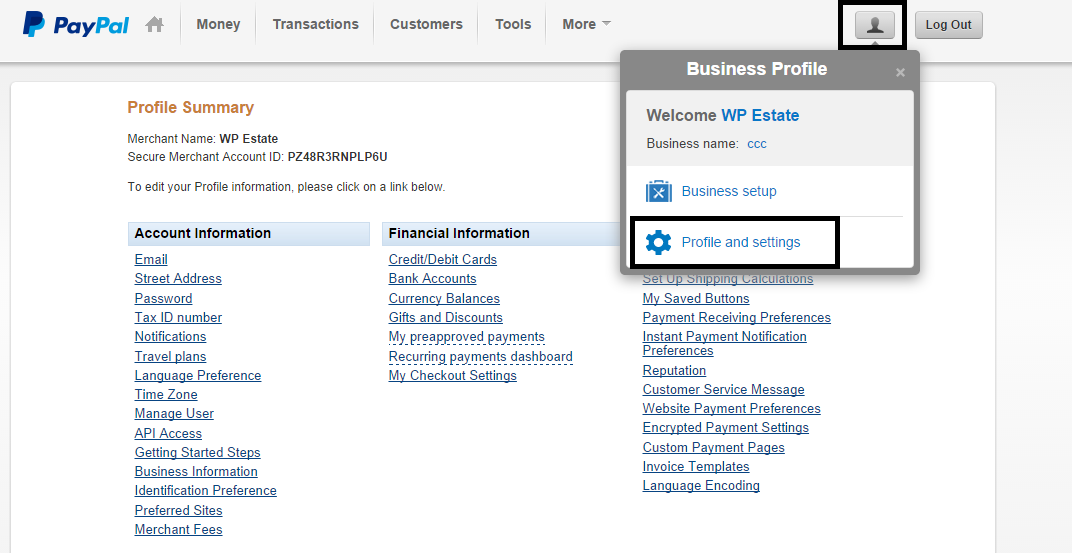 PayPal
Money
Transactions
Customers
Tools
More
Log Out
Business Profile
×
Welcome WP Estate
Business name: ccc
Business setup
Profile and settings
Profile Summary
Merchant Name: WP Estate
Secure Merchant Account ID: PZ48R3RNPLP6U
To edit your Profile information, please click on a link below.
Account Information
Email
Street Address
Password
Tax ID number
Notifications
Travel plans
Language Preference
Time Zone
Manage User
API Access
Getting Started Steps
Business Information
Identification Preference
Preferred Sites
Merchant Fees
Financial Information
Credit/Debit Cards
Bank Accounts
Currency Balances
Gifts and Discounts
My preapproved payments
Recurring payments dashboard
My Checkout Settings
Set Up Shipping Calculations
My Saved Buttons
Payment Receiving Preferences
Instant Payment Notification
Preferences
Reputation
Customer Service Message
Website Payment Preferences
Encrypted Payment Settings
Custom Payment Pages
Invoice Templates
Language Encoding